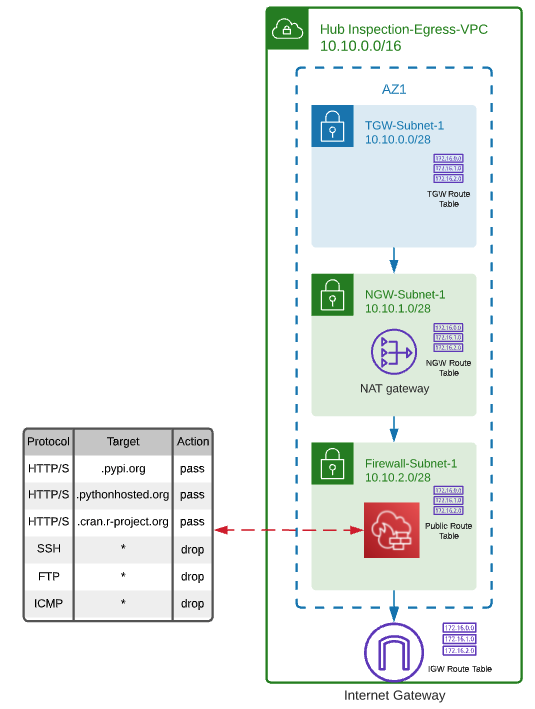 Hub Inspection-Egress-VPC
10.10.0.0/16
AZ1
TGW-Subnet-1
10.10.0.0/28
172.16.0.0
172.16.1.0
172.16.2.0
TGW Route
Table
NGW-Subnet-1
10.10.1.0/28
172.16.0.0
172.16.1.0
172.16.2.0
NGW Route
Table
NAT gateway
Firewall-Subnet-1
10.10.2.0/28
172.16.0.0
172.16.1.0
172.16.2.0
Public Route
Table
Protocol Target Action
HTTP/S .pypi.org pass
HTTP/S .pythonhosted.org pass
HTTP/S .cran.r-project.org pass
SSH * drop
FTP * drop
ICMP * drop
172.16.0.0
172.16.1.0
172.16.2.0
IGW Route Table
Internet Gateway